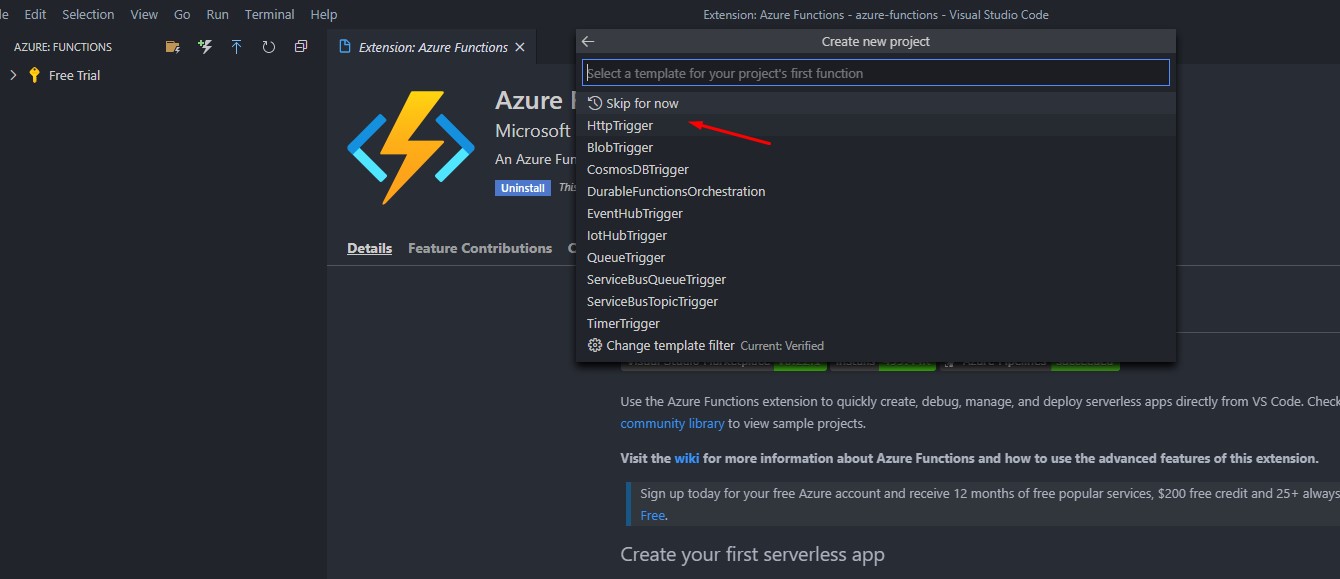 Edit Selection View Go Run Terminal Help
Extension: Azure Functions - azure-functions - Visual Studio Code
AZURE: FUNCTIONS
Free Trial
Extension: Azure Functions
Azure
Microsoft
An Azure Fun
Uninstall This
Details Feature Contributions C
Create new project
Select a template for your project's first function
Skip for now
HttpTrigger
BlobTrigger
CosmosDBTrigger
DurableFunctionsOrchestration
EventHubTrigger
IotHubTrigger
QueueTrigger
ServiceBusQueueTrigger
ServiceBusTopicTrigger
TimerTrigger
Change template filter Current: Verified
Use the Azure Functions extension to quickly create, debug, manage, and deploy serverless apps directly from VS Code. Check
community library to view sample projects.
Visit the wiki for more information about Azure Functions and how to use the advanced features of this extension.
Sign up today for your free Azure account and receive 12 months of free popular services, $200 free credit and 25+ always
Free.
Create your first serverless app